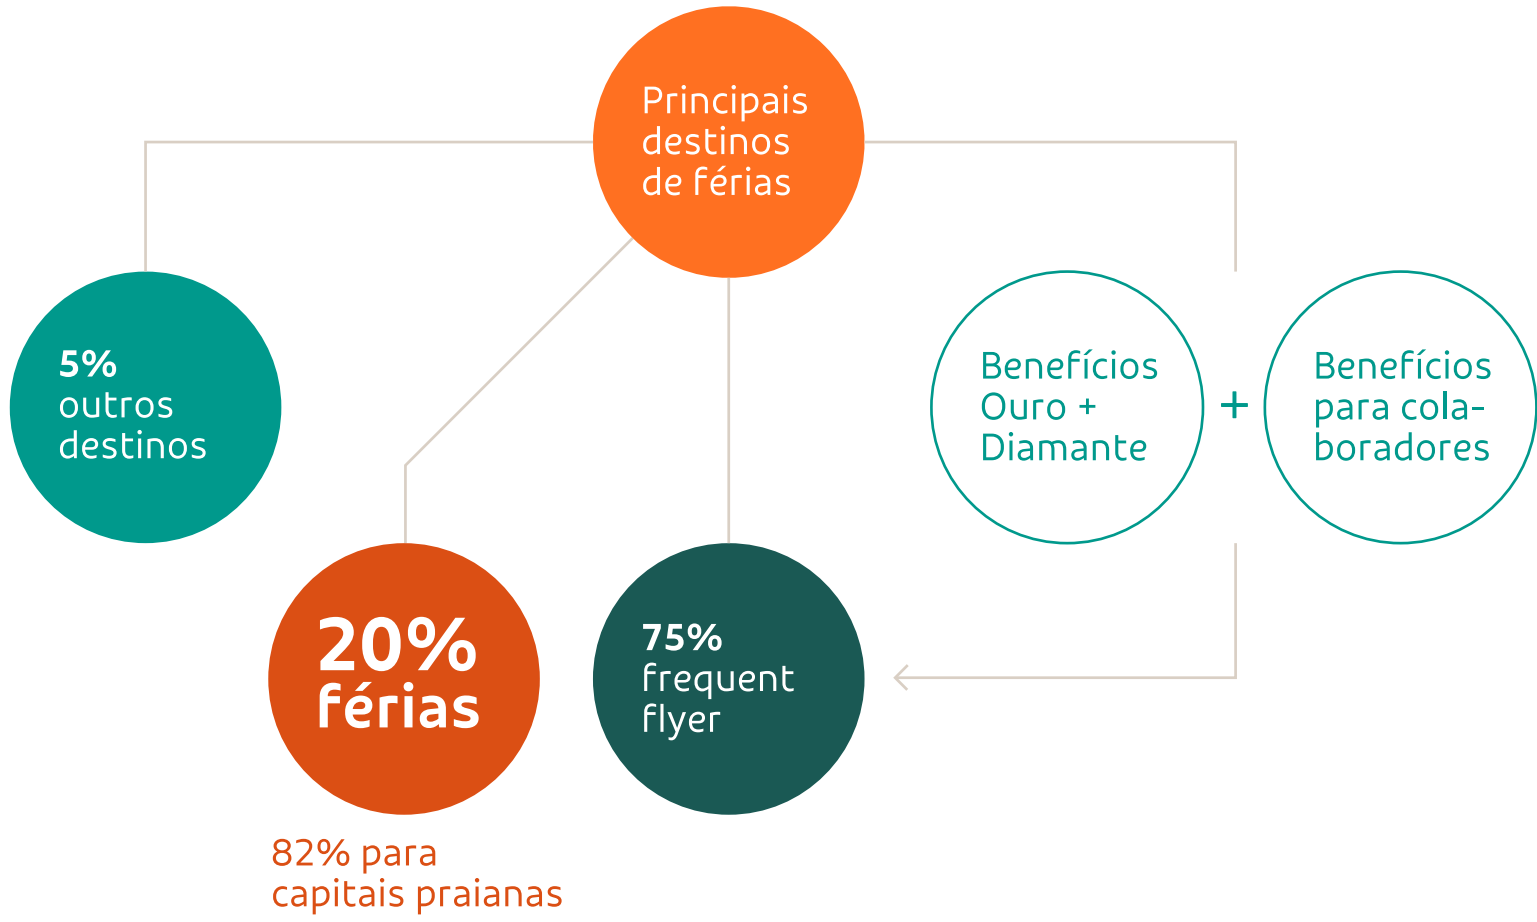 Principais
destinos
de férias
5%
outros
destinos
Benefícios
Ouro +
Diamante
+
Benefícios
para cola-
boradores
20%
férias
75%
frequent
flyer
82% para
capitais praianas